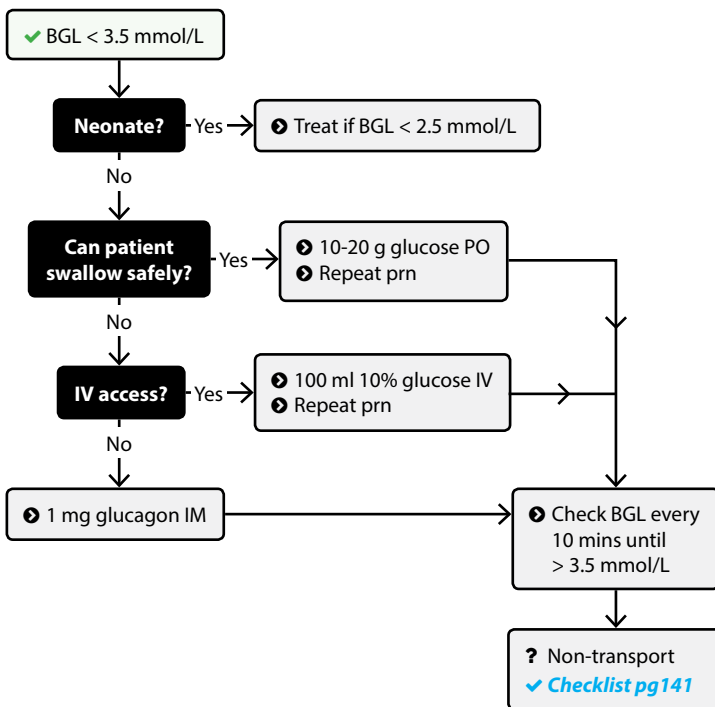 ✓ BGL < 3.5 mmol/L
Neonate?
Yes
Treat if BGL < 2.5 mmol/L
No
Can patient
swallow safely?
Yes
10-20 g glucose PO
Repeat prn
No
IV access?
Yes
100 ml 10% glucose IV
Repeat prn
No
1 mg glucagon IM
Check BGL every
10 mins until
> 3.5 mmol/L
? Non-transport
✓ Checklist pg141